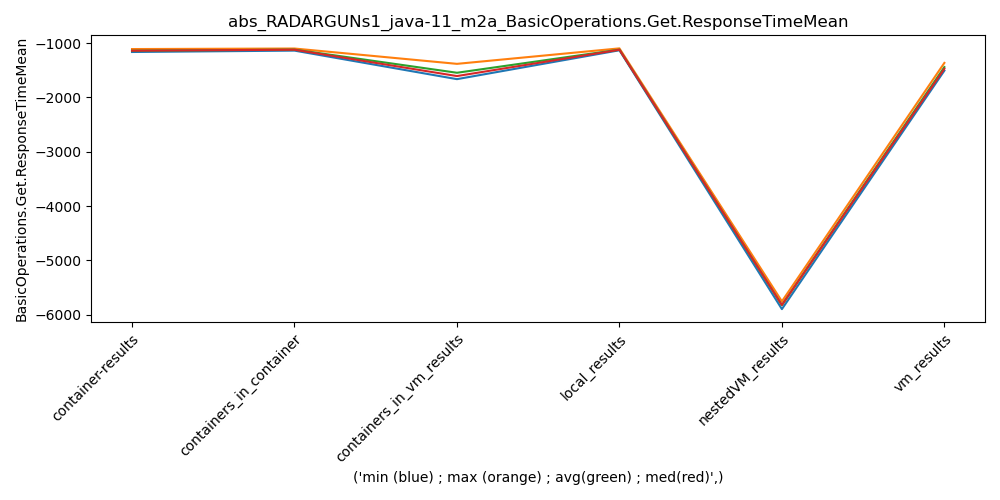 abs_RADARGUNs1_java-11_m2a_BasicOperations.Get.ResponseTimeMean
BasicOperations.Get.ResponseTimeMean
−1000
−2000
−3000
−4000
−5000
−6000
container-results
containers_in_container
containers_in_vm_results
local_results
nestedVM_results
vm_results
('min (blue) ; max (orange) ; avg(green) ; med(red)',)